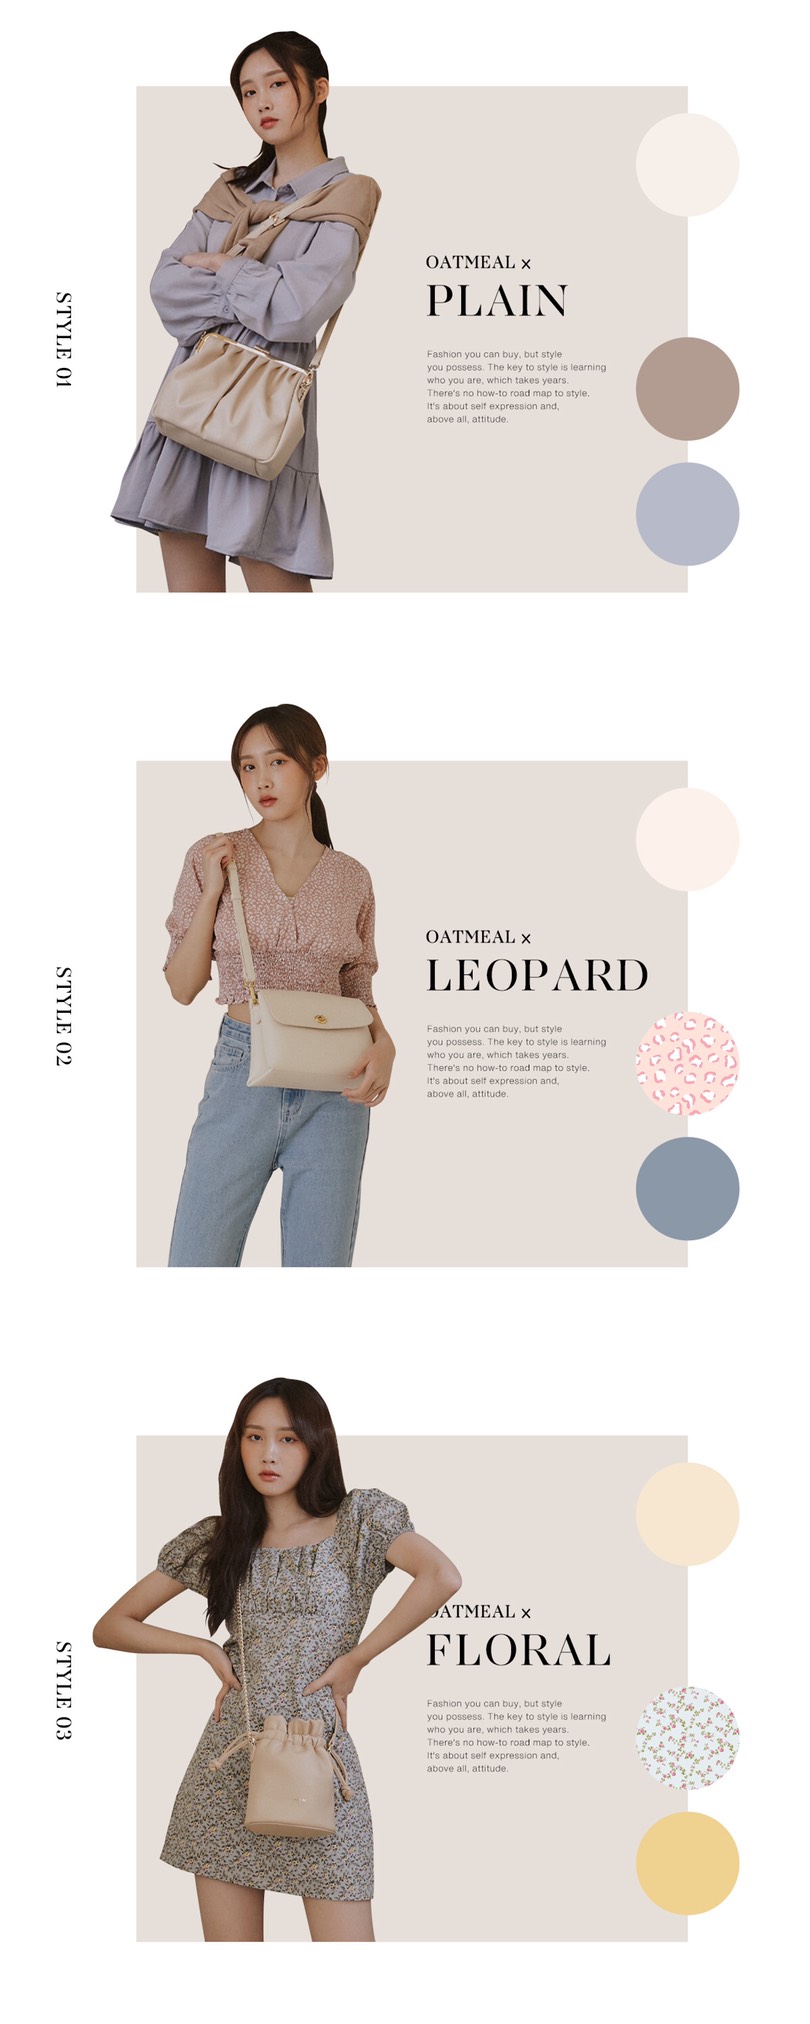 STYLE 01
OATMEAL x
PLAIN
Fashion you can buy, but style
you possess. The key to style is learning
who you are, which takes years.
There's no how-to road map to style.
It's about self expression and,
above all, attitude.
STYLE 02
OATMEAL x
LEOPARD
Fashion you can buy, but style
you possess. The key to style is learning
who you are, which takes years.
There's no how-to road map to style.
It's about self expression and,
above all, attitude.
STYLE 03
OATMEAL x
FLORAL
Fashion you can buy, but style
you possess. The key to style is learning
who you are, which takes years.
There's no how-to road map to style.
It's about self expression and,
above all, attitude.